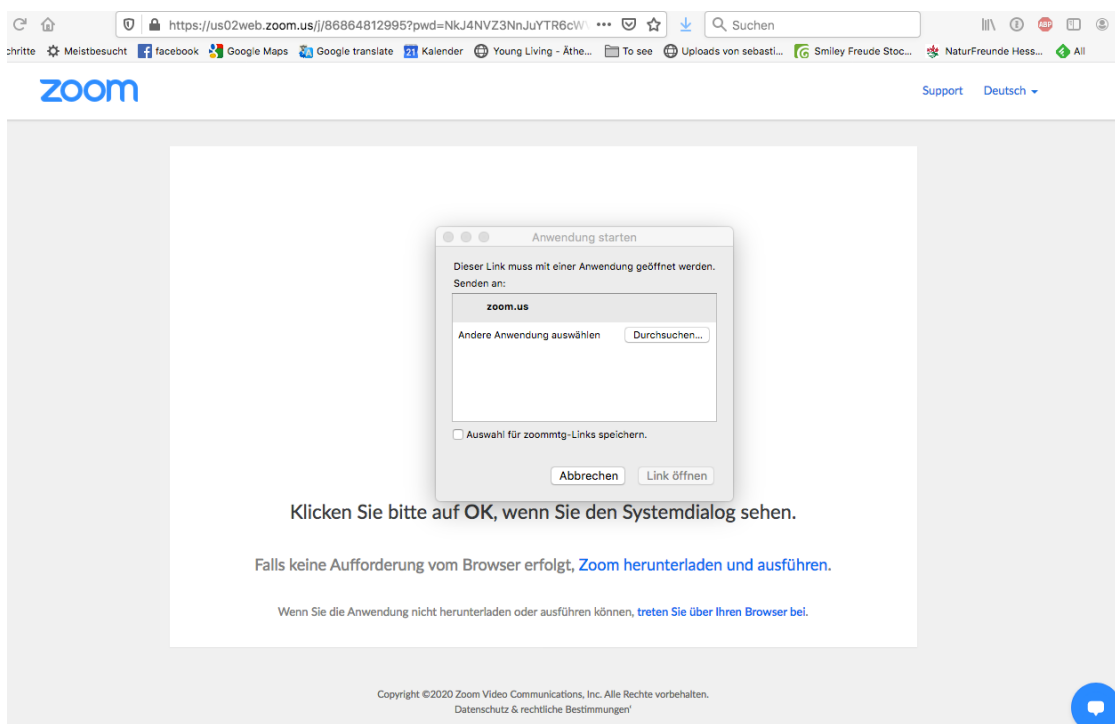 https://us02web.zoom.us/j/86864812995?pwd=NkJ4NVZ3NnJuYTR6cW
Suchen
ABP
chritte Meistbesucht facebook Google Maps Google translate 21 Kalender Young Living - Äthe... To see Uploads von sebasti... Smiley Freude Stoc... NaturFreunde Hess... All
zoom
Support Deutsch
Anwendung starten
Dieser Link muss mit einer Anwendung geöffnet werden.
Senden an:
zoom.us
Andere Anwendung auswählen Durchsuchen...
Auswahl für zoommtg-Links speichern.
Abbrechen Link öffnen
Klicken Sie bitte auf OK, wenn Sie den Systemdialog sehen.
Falls keine Aufforderung vom Browser erfolgt, Zoom herunterladen und ausführen.
Wenn Sie die Anwendung nicht herunterladen oder ausführen können, treten Sie über Ihren Browser bei.
Copyright ©2020 Zoom Video Communications, Inc. Alle Rechte vorbehalten.
Datenschutz & rechtliche Bestimmungen'